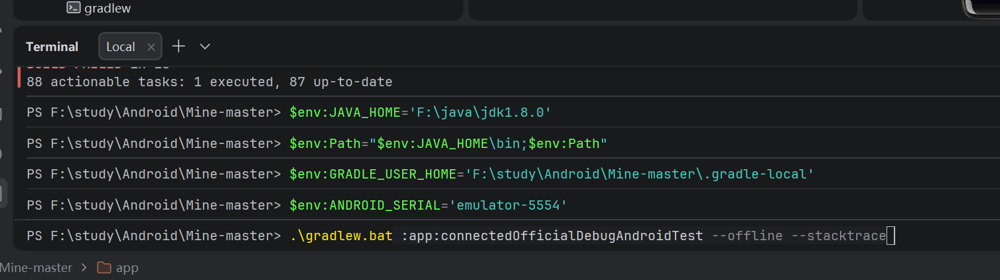 gradlew
Terminal Local
88 actionable tasks: 1 executed, 87 up-to-date
PS F:\study\Android\Mine-master> $env:JAVA_HOME='F:\java\jdk1.8.0'
PS F:\study\Android\Mine-master> $env:Path="$env:JAVA_HOME\bin;$env:Path"
PS F:\study\Android\Mine-master> $env:GRADLE_USER_HOME='F:\study\Android\Mine-master\.gradle-local'
PS F:\study\Android\Mine-master> $env:ANDROID_SERIAL='emulator-5554'
PS F:\study\Android\Mine-master> .\gradlew.bat :app:connectedOfficialDebugAndroidTest --offline --stacktrace
Mine-master > app